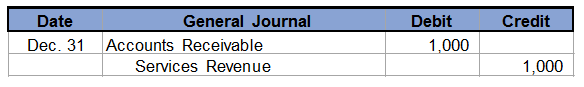 Date General Journal Debit Credit
Dec. 31 Accounts Receivable 1,000
Services Revenue 1,000